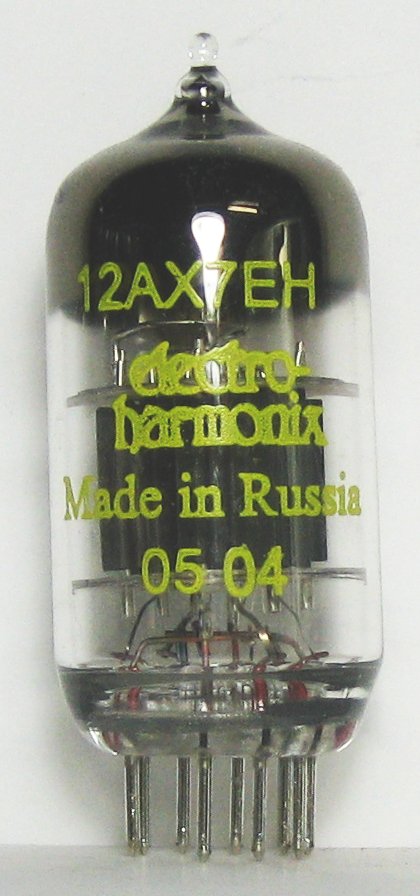 12AX7EH
electro-
harmonix
Made in Russia
05 04